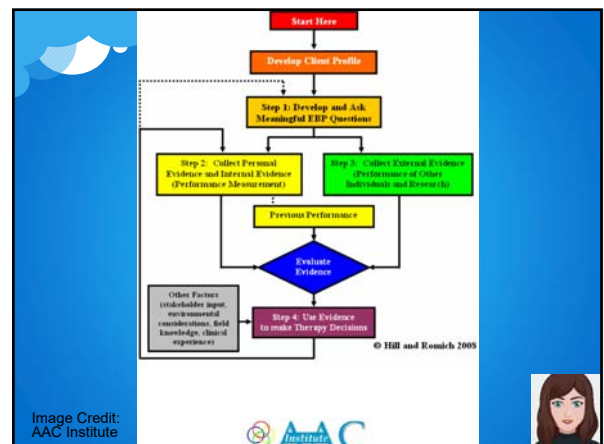 Start Here
Develop Client Profile
Step 1: Develop and Ask
Meaningful EBP Questions
Step 2: Collect Personal
Evidence and Internal Evidence
(Performance Measurement)
Step 3: Collect External Evidence
(Performance of Other
Individuals and Research)
Previous Performance
Evaluate
Evidence
Other Factors
(stakeholder input,
environmental
considerations, field
knowledge, clinical
experience)
Step 4: Use Evidence
to make Therapy Decisions
© Hill and Romich 2008
Image Credit:
AAC Institute
AAC
Institute